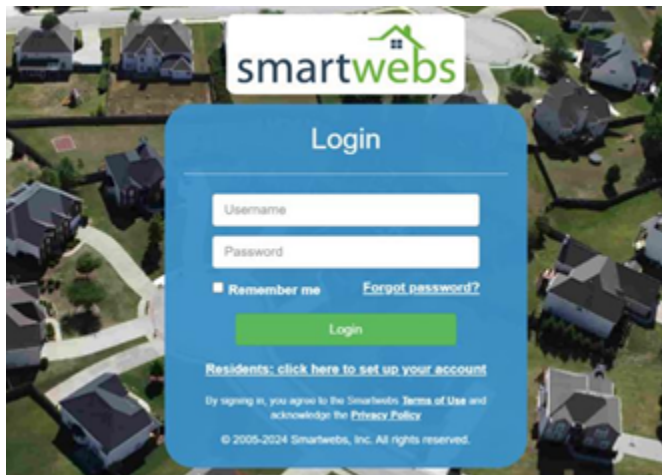 smartwebs
Login
Username
Password
Remember me
Forgot password?
Login
Residents: click here to set up your account
By signing in, you agree to the Smartwebs Terms of Use and
acknowledge the Privacy Policy
© 2005-2024 Smartwebs, Inc. All rights reserved.